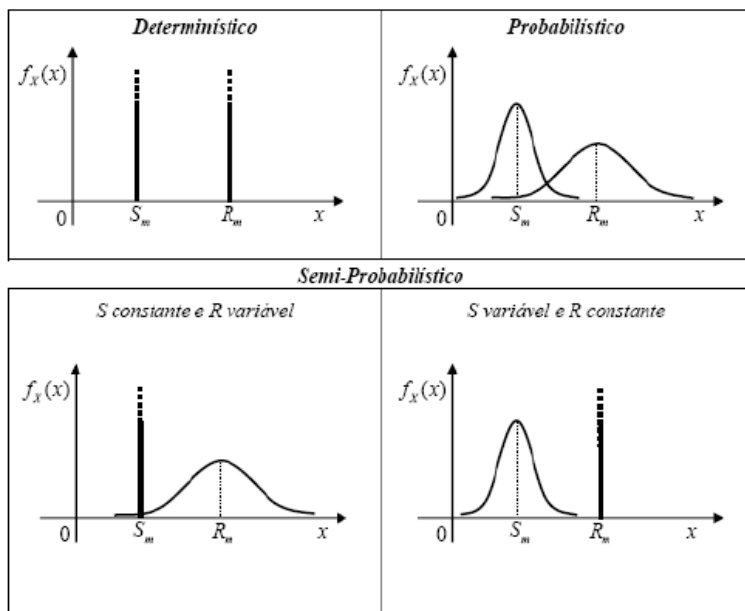 Determinístico
f_X(x)
0
S_m
R_m
x
Probabilístico
f_X(x)
0
S_m
R_m
x
Semi-Probabilístico
S constante e R variável
f_X(x)
0
S_m
R_m
x
S variável e R constante
f_X(x)
0
S_m
R_m
x